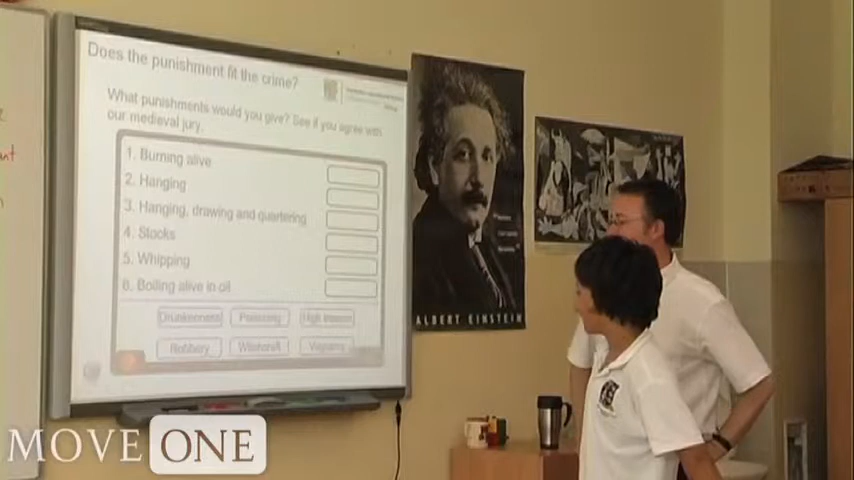 Does the punishment fit the crime?
What punishments would you give? See if you agree with
our medieval jury.
1. Burning alive
2. Hanging
3. Hanging, drawing and quartering
4. Stocks
5. Whipping
6. Boiling alive in oil
Drunkenness Poisoning High treason
Robbery Witchcraft Vagrancy
ALBERT EINSTEIN
MOVE ONE